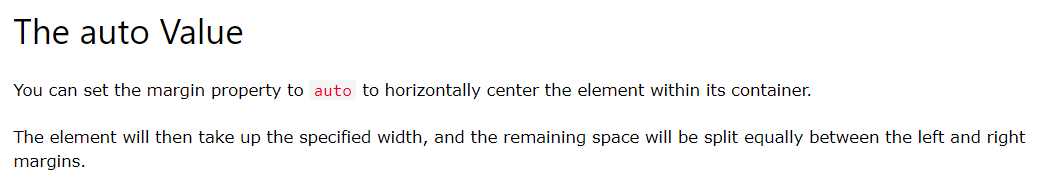 The auto Value
You can set the margin property to auto to horizontally center the element within its container.
The element will then take up the specified width, and the remaining space will be split equally between the left and right
margins.